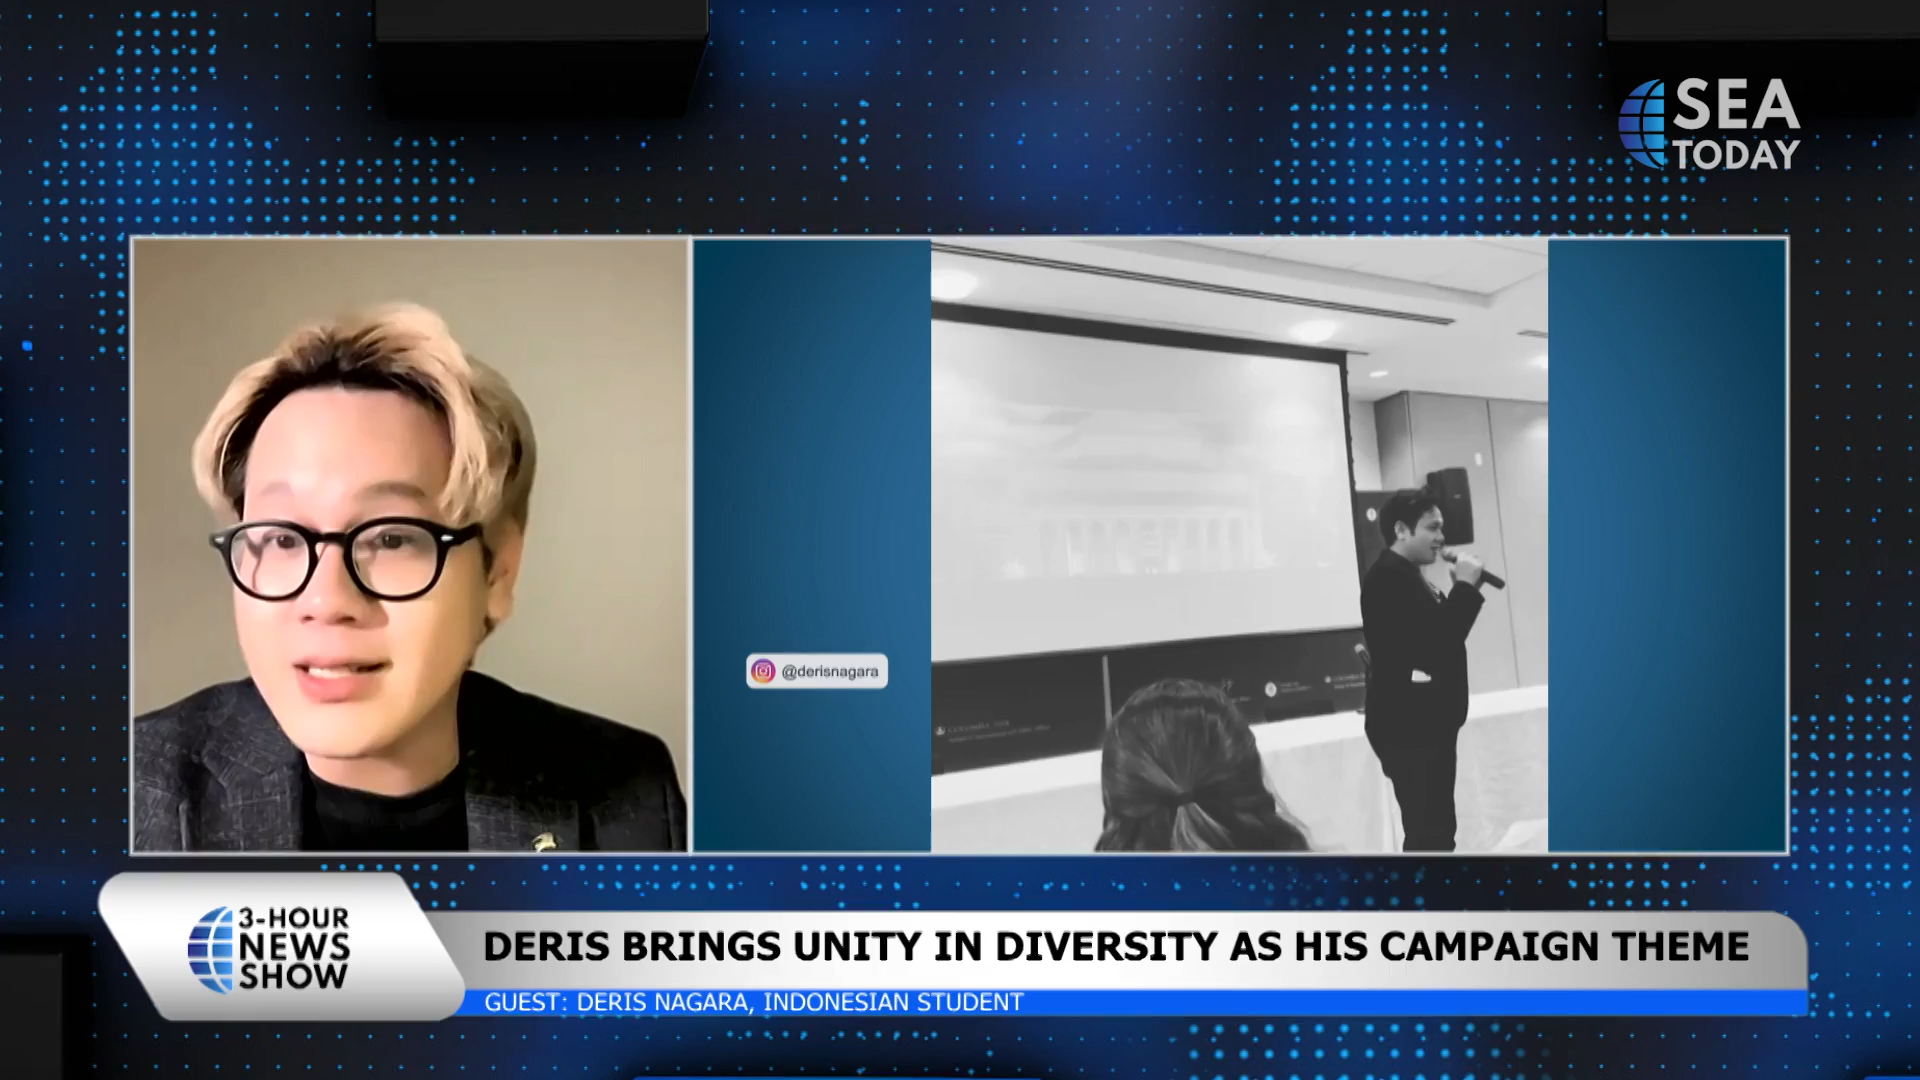 SEA
TODAY
@derisnagara
3-HOUR
NEWS
SHOW
DERIS BRINGS UNITY IN DIVERSITY AS HIS CAMPAIGN THEME
GUEST: DERIS NAGARA, INDONESIAN STUDENT